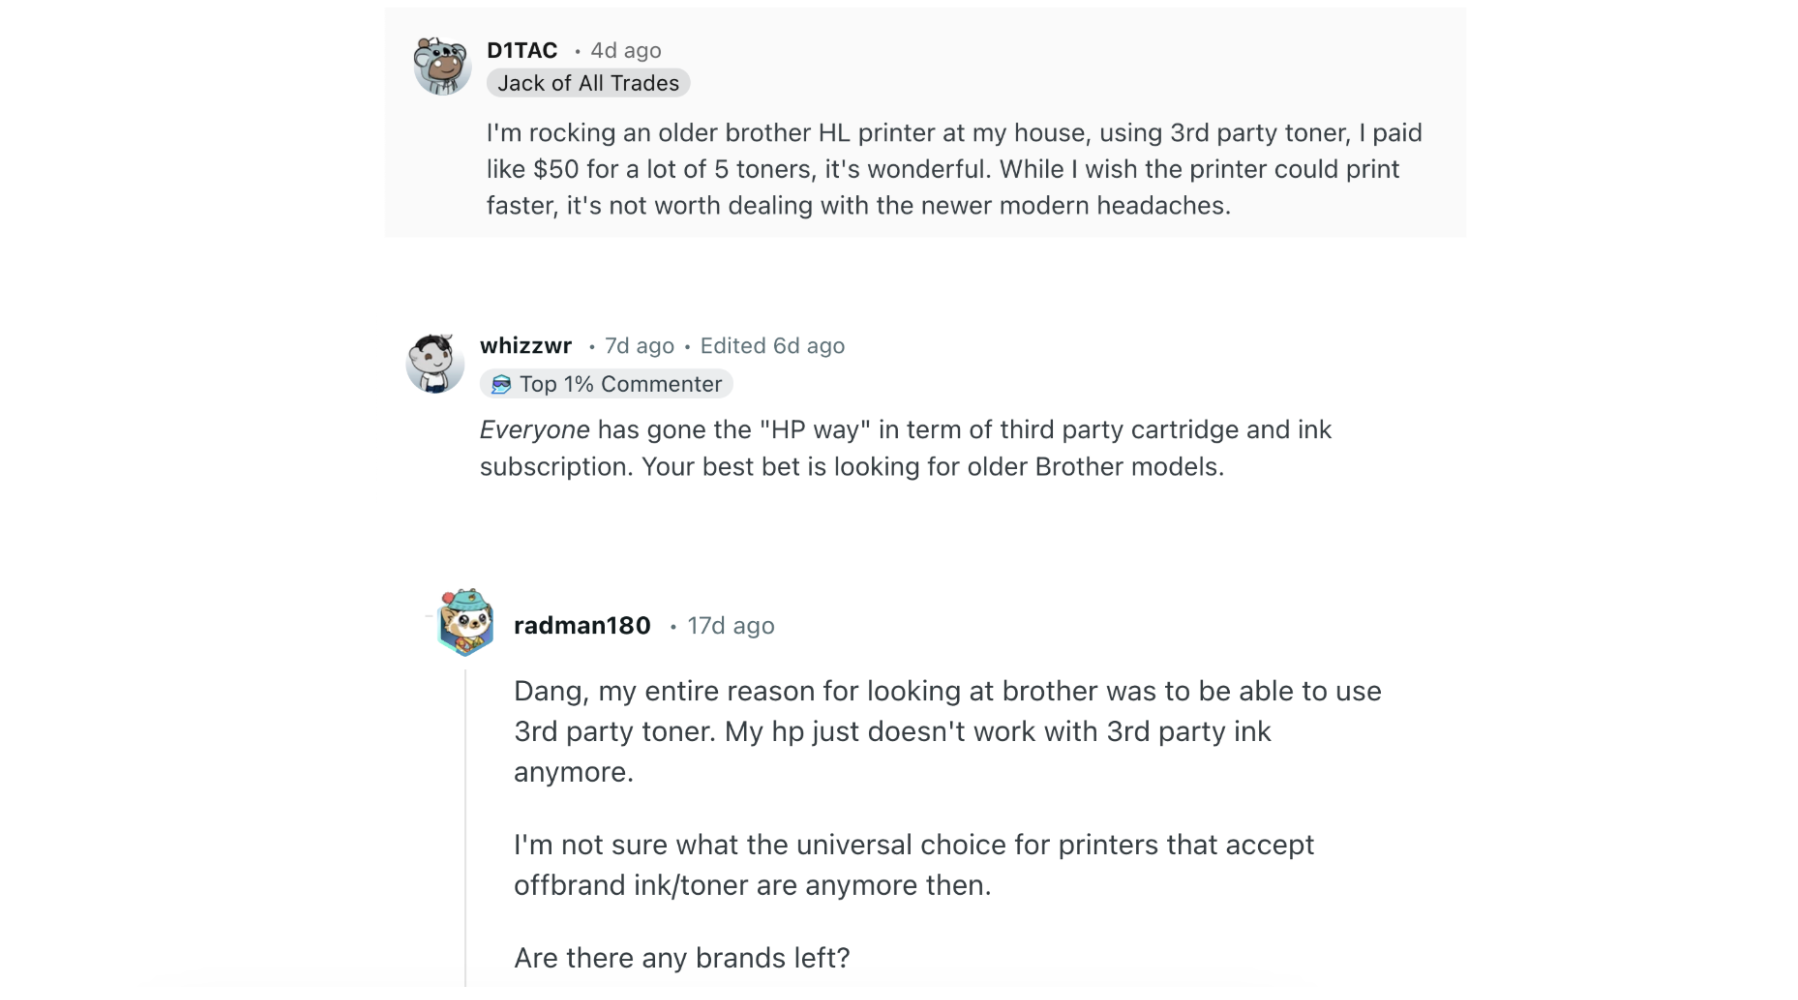 D1TAC • 4d ago
Jack of All Trades
I'm rocking an older brother HL printer at my house, using 3rd party toner, I paid
like $50 for a lot of 5 toners, it's wonderful. While I wish the printer could print
faster, it's not worth dealing with the newer modern headaches.
whizzwr • 7d ago • Edited 6d ago
Top 1% Commenter
Everyone has gone the "HP way" in term of third party cartridge and ink
subscription. Your best bet is looking for older Brother models.
radman180 • 17d ago
Dang, my entire reason for looking at brother was to be able to use
3rd party toner. My hp just doesn't work with 3rd party ink
anymore.
I'm not sure what the universal choice for printers that accept
offbrand ink/toner are anymore then.
Are there any brands left?